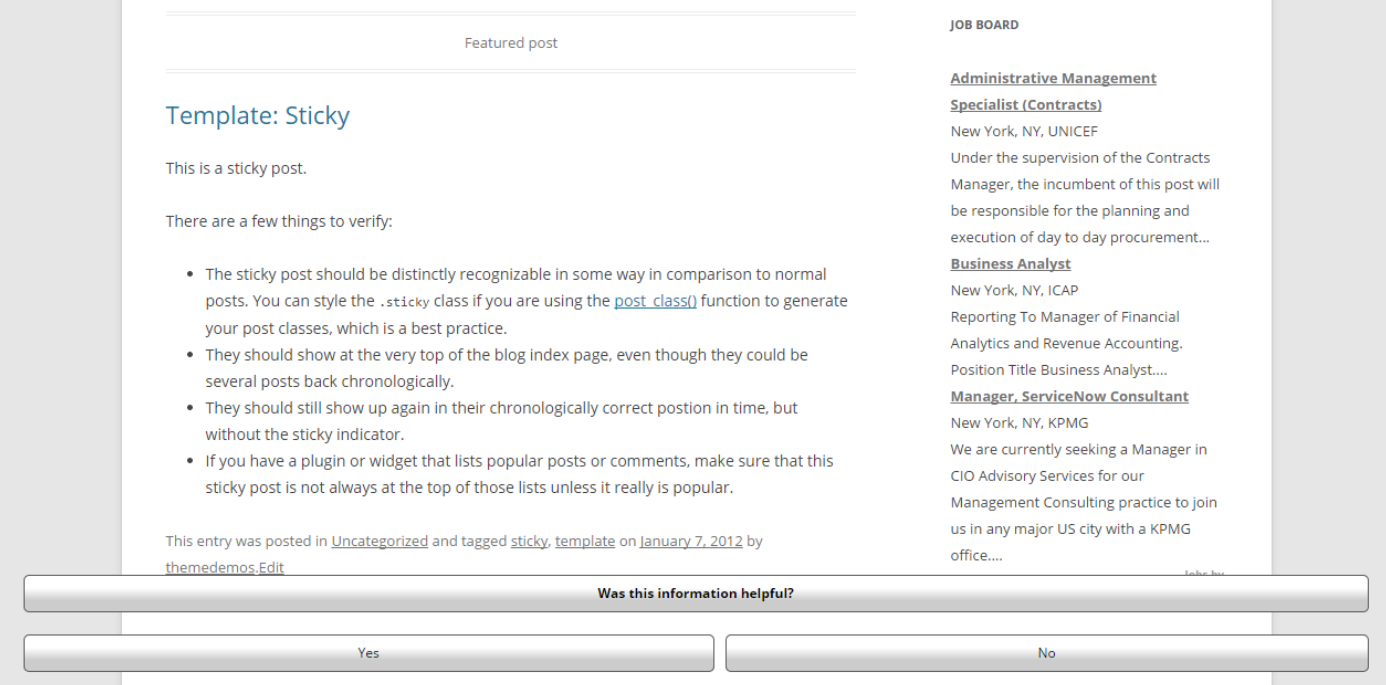 Featured post
Template: Sticky
This is a sticky post.
There are a few things to verify:
The sticky post should be distinctly recognizable in some way in comparison to normal
posts. You can style the .sticky class if you are using the post_class() function to generate
your post classes, which is a best practice.
They should show at the very top of the blog index page, even though they could be
several posts back chronologically.
They should still show up again in their chronologically correct postion in time, but
without the sticky indicator.
If you have a plugin or widget that lists popular posts or comments, make sure that this
sticky post is not always at the top of those lists unless it really is popular.
This entry was posted in Uncategorized and tagged sticky, template on January 7, 2012 by
themedemos.Edit
JOB BOARD
Administrative Management
Specialist (Contracts)
New York, NY, UNICEF
Under the supervision of the Contracts
Manager, the incumbent of this post will
be responsible for the planning and
execution of day to day procurement...
Business Analyst
New York, NY, ICAP
Reporting To Manager of Financial
Analytics and Revenue Accounting.
Position Title Business Analyst....
Manager, ServiceNow Consultant
New York, NY, KPMG
We are currently seeking a Manager in
CIO Advisory Services for our
Management Consulting practice to join
us in any major US city with a KPMG
office....
Jobs by
Was this information helpful?
Yes
No